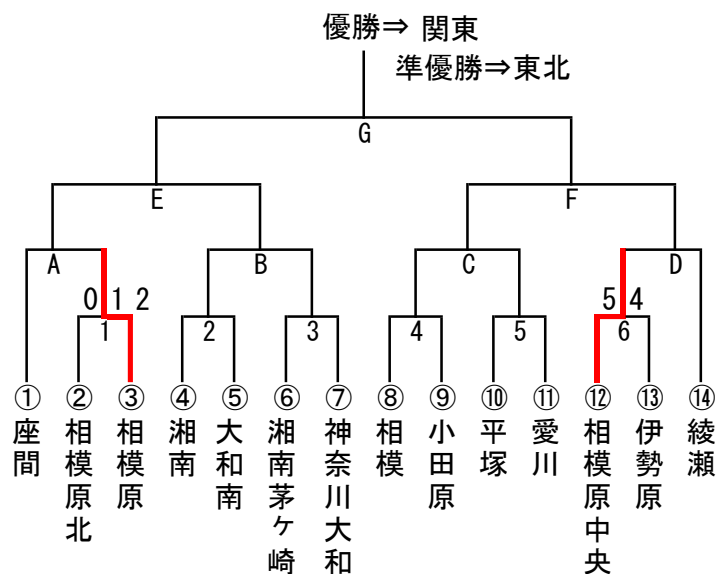 優勝⇒ 関東
準優勝⇒東北
G
E
F
A
B
C
D
0 12
5 4
1
2
3
4
5
6
① ② ③ ④ ⑤ ⑥ ⑦ ⑧ ⑨ ⑩ ⑪ ⑫ ⑬ ⑭
座間
相模原北
相模原
湘南
大和南
湘南茅ケ崎
神奈川大和
相模
小田原
平塚
愛川
相模原中央
伊勢原
綾瀬